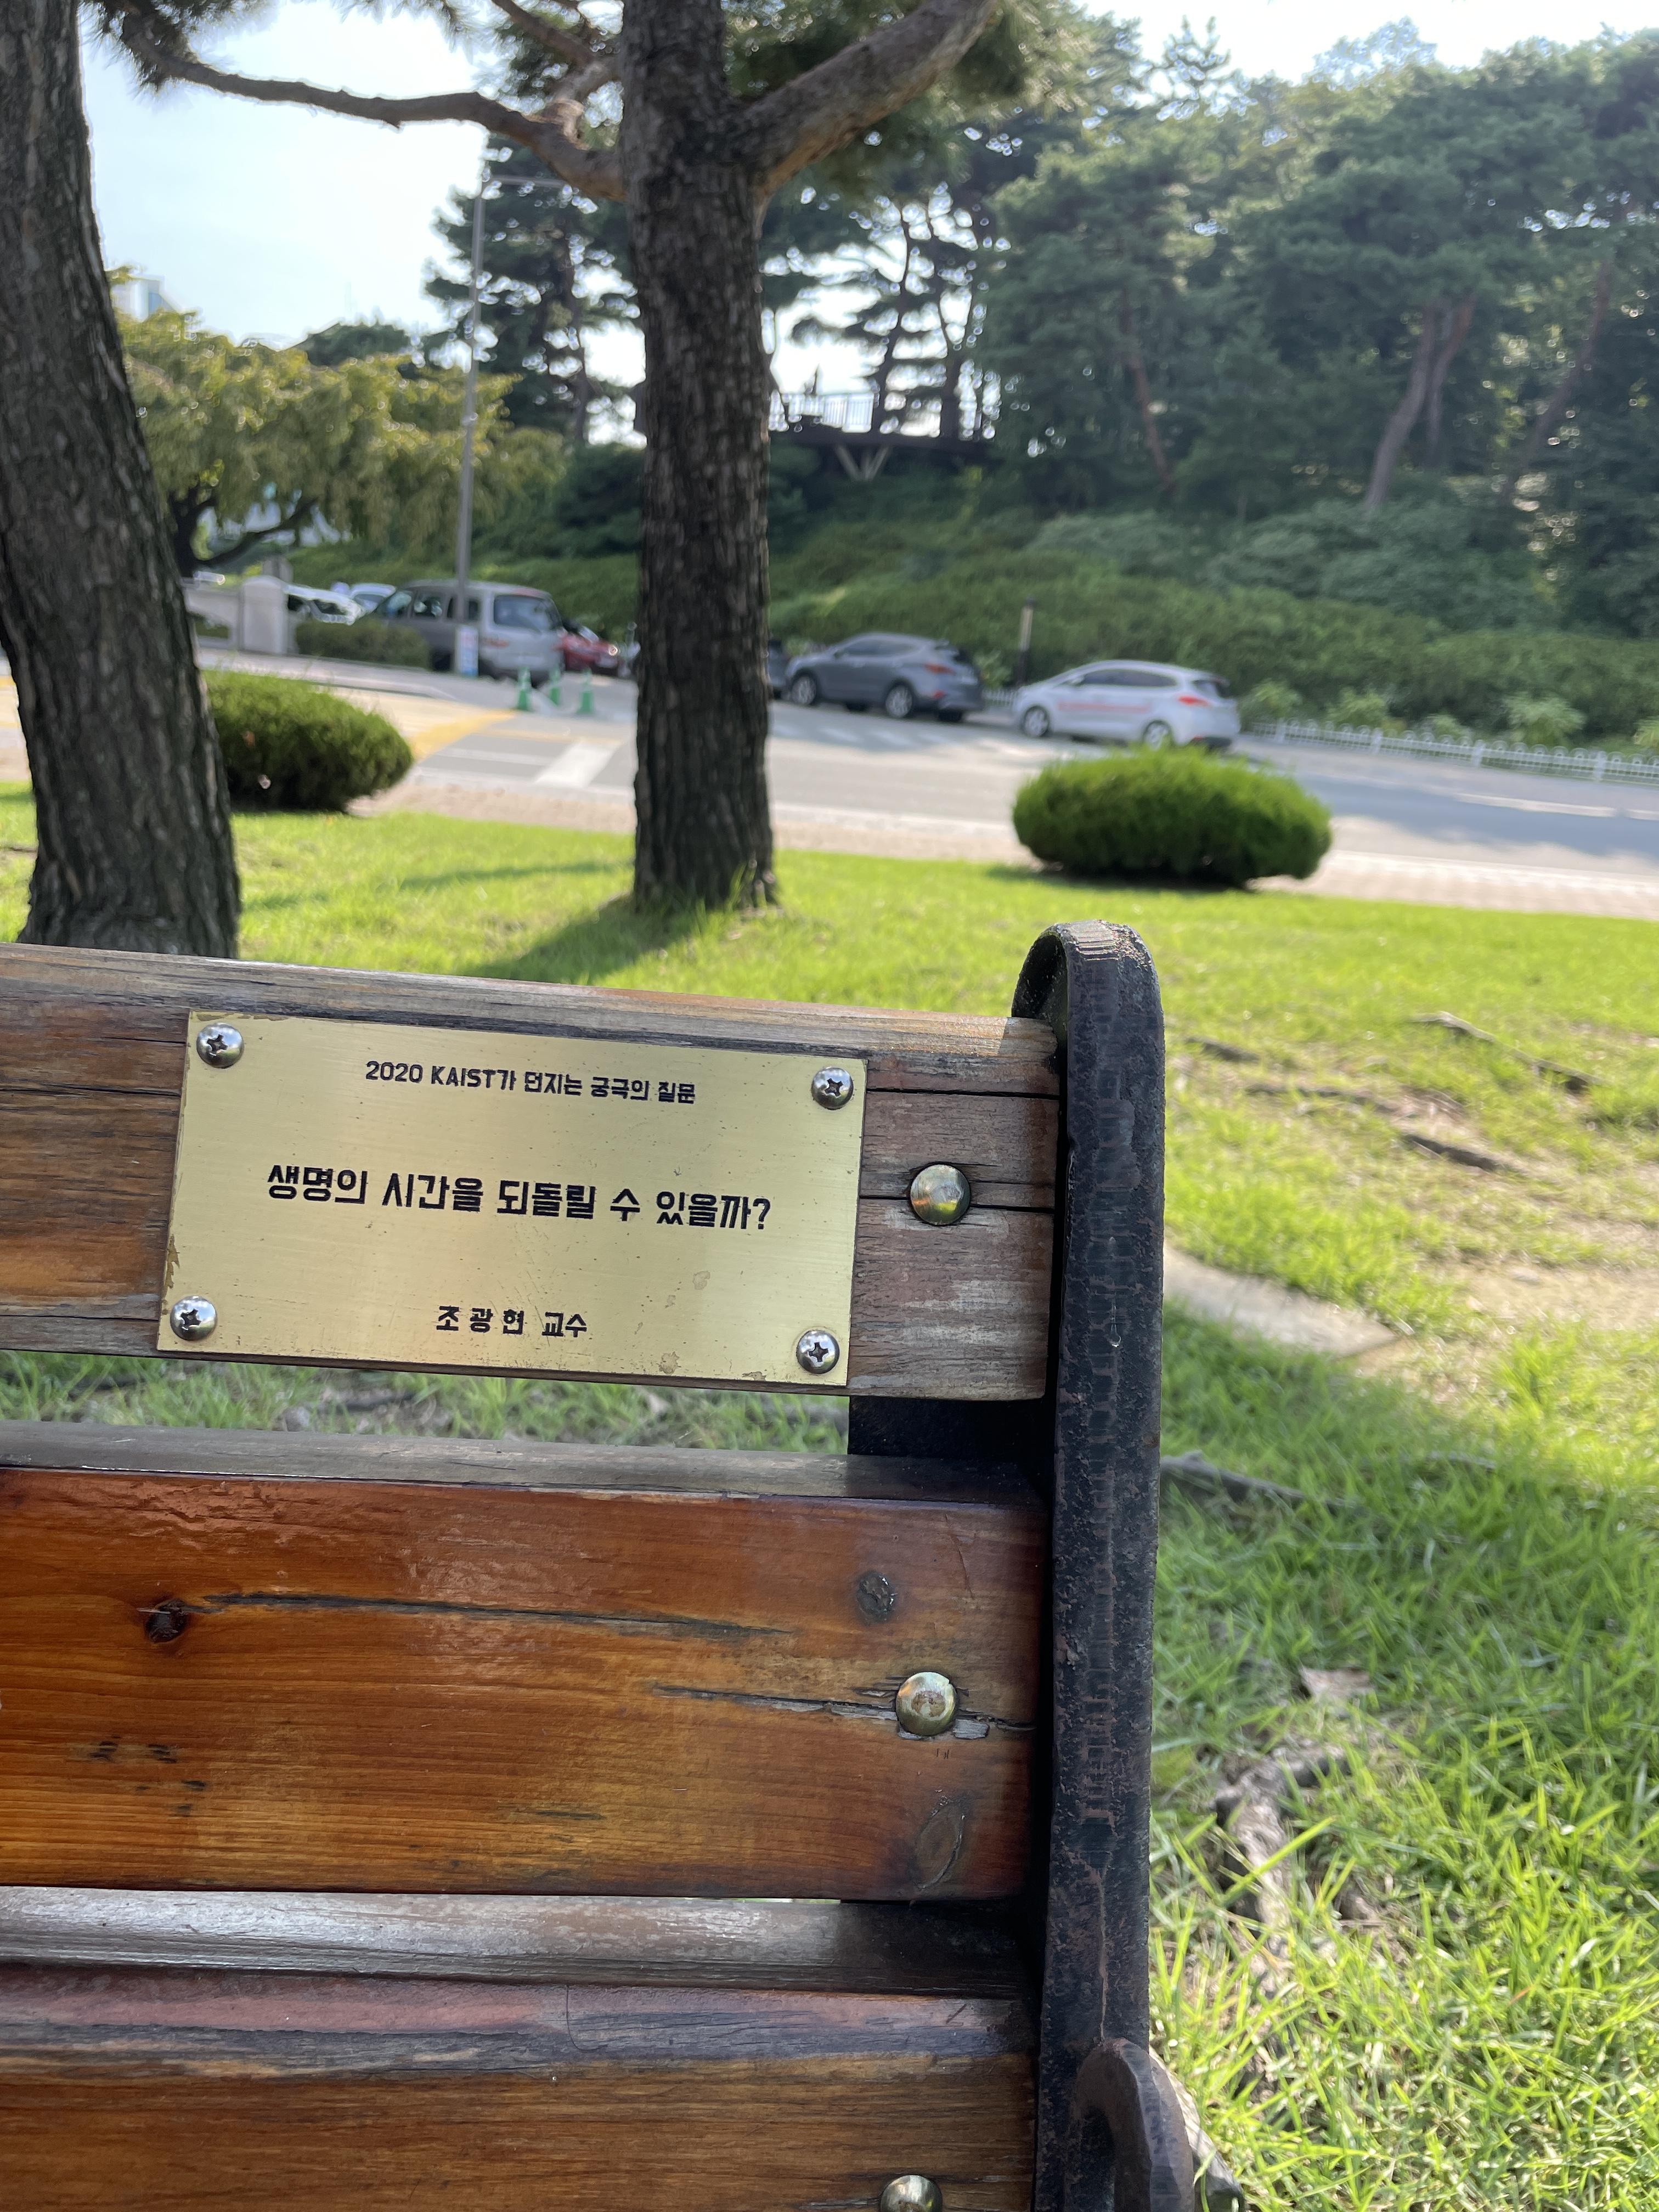 2020 KAIST가 던지는 궁극의 질문
생명의 시간을 되돌릴 수 있을까?
조광현 교수